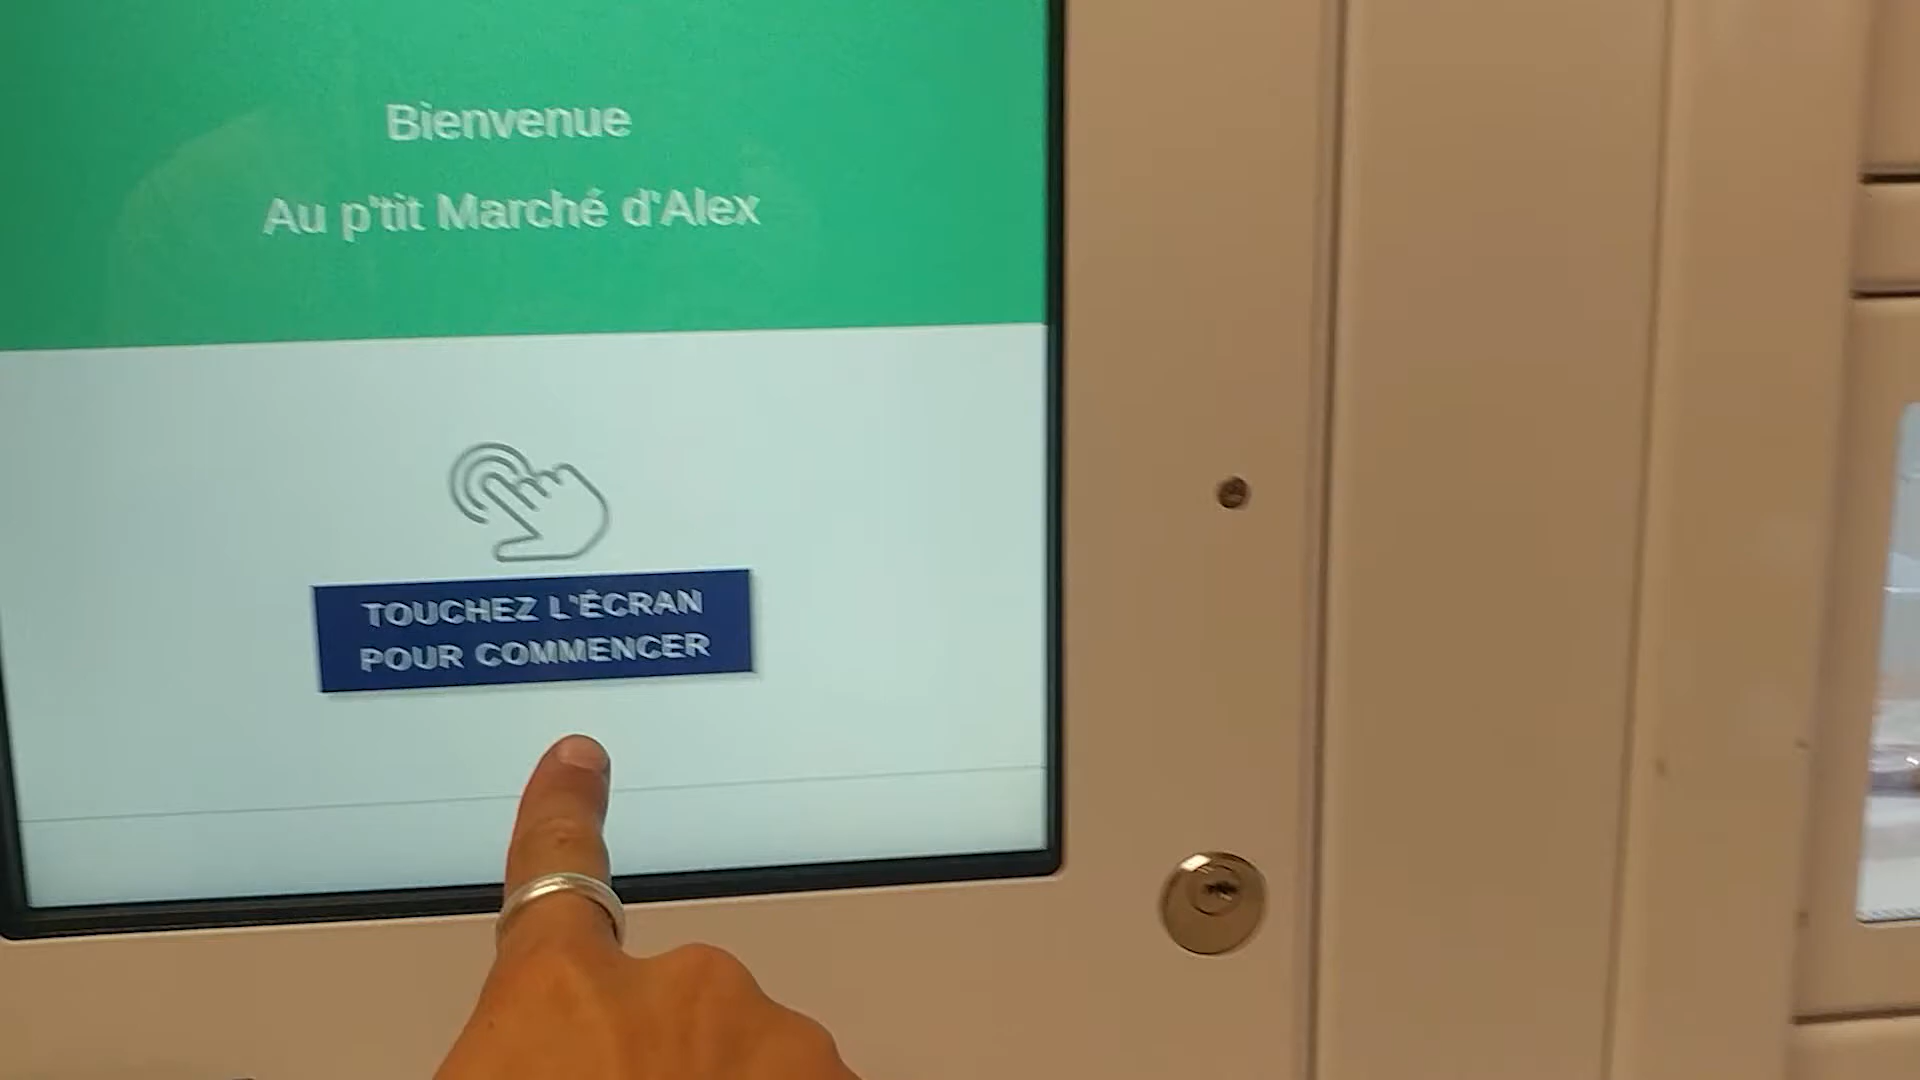 Bienvenue
Au p'tit Marché d'Alex
TOUCHEZ L'ÉCRAN
POUR COMMENCER